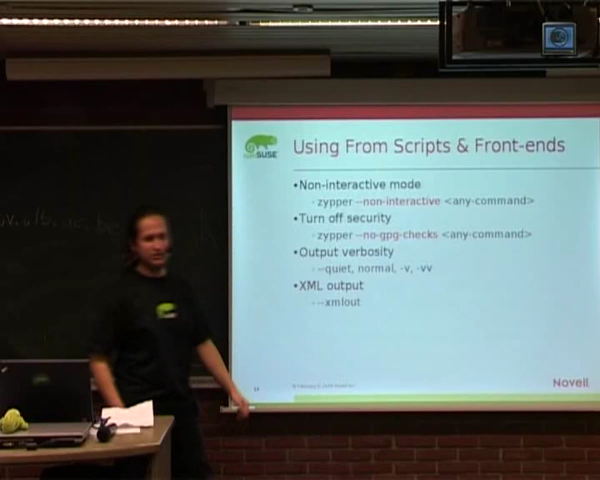 SUSE
Using From Scripts & Front-ends
•Non-interactive mode
-zypper --non-interactive <any-command>
•Turn off security
-zypper --no-gpg-checks <any-command>
•Output verbosity
---quiet, normal, -v, -vv
•XML output
---xmlout
Novell